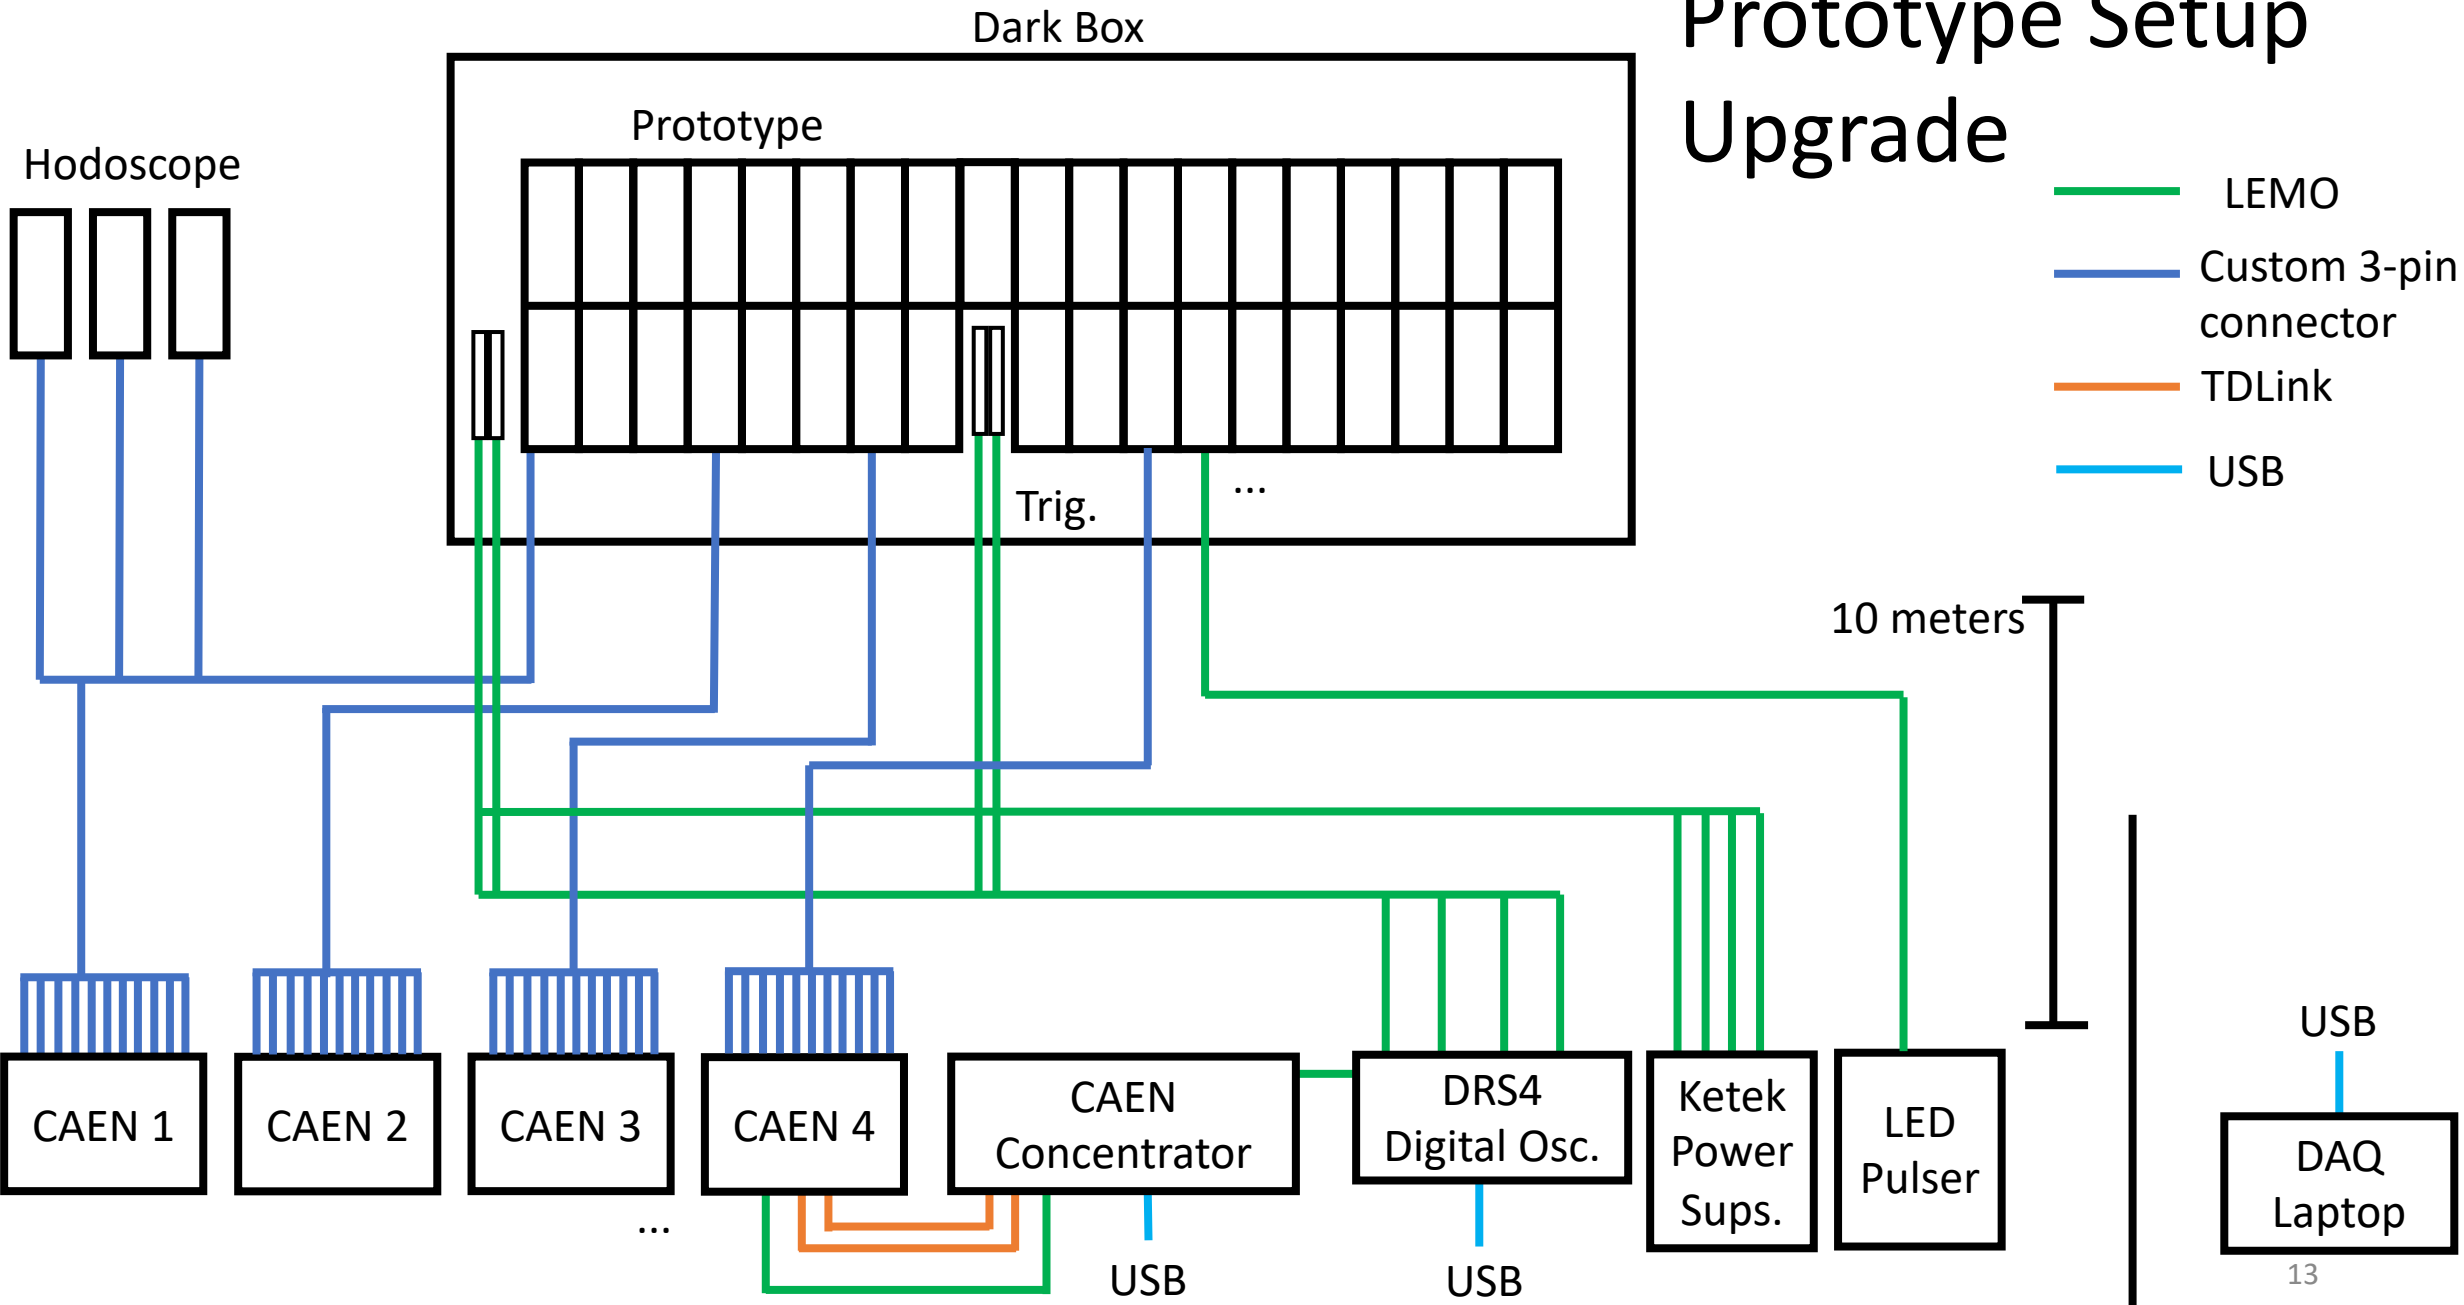 Prototype Setup
Upgrade
Dark Box
Prototype
Hodoscope
LEMO
Custom 3-pin
connector
TDLink
USB
...
Trig.
10 meters
USB
CAEN 1
CAEN 2
CAEN 3
CAEN 4
CAEN
Concentrator
DRS4
Digital Osc.
Ketek
Power
Sups.
LED
Pulser
DAQ
Laptop
...
USB
USB
13